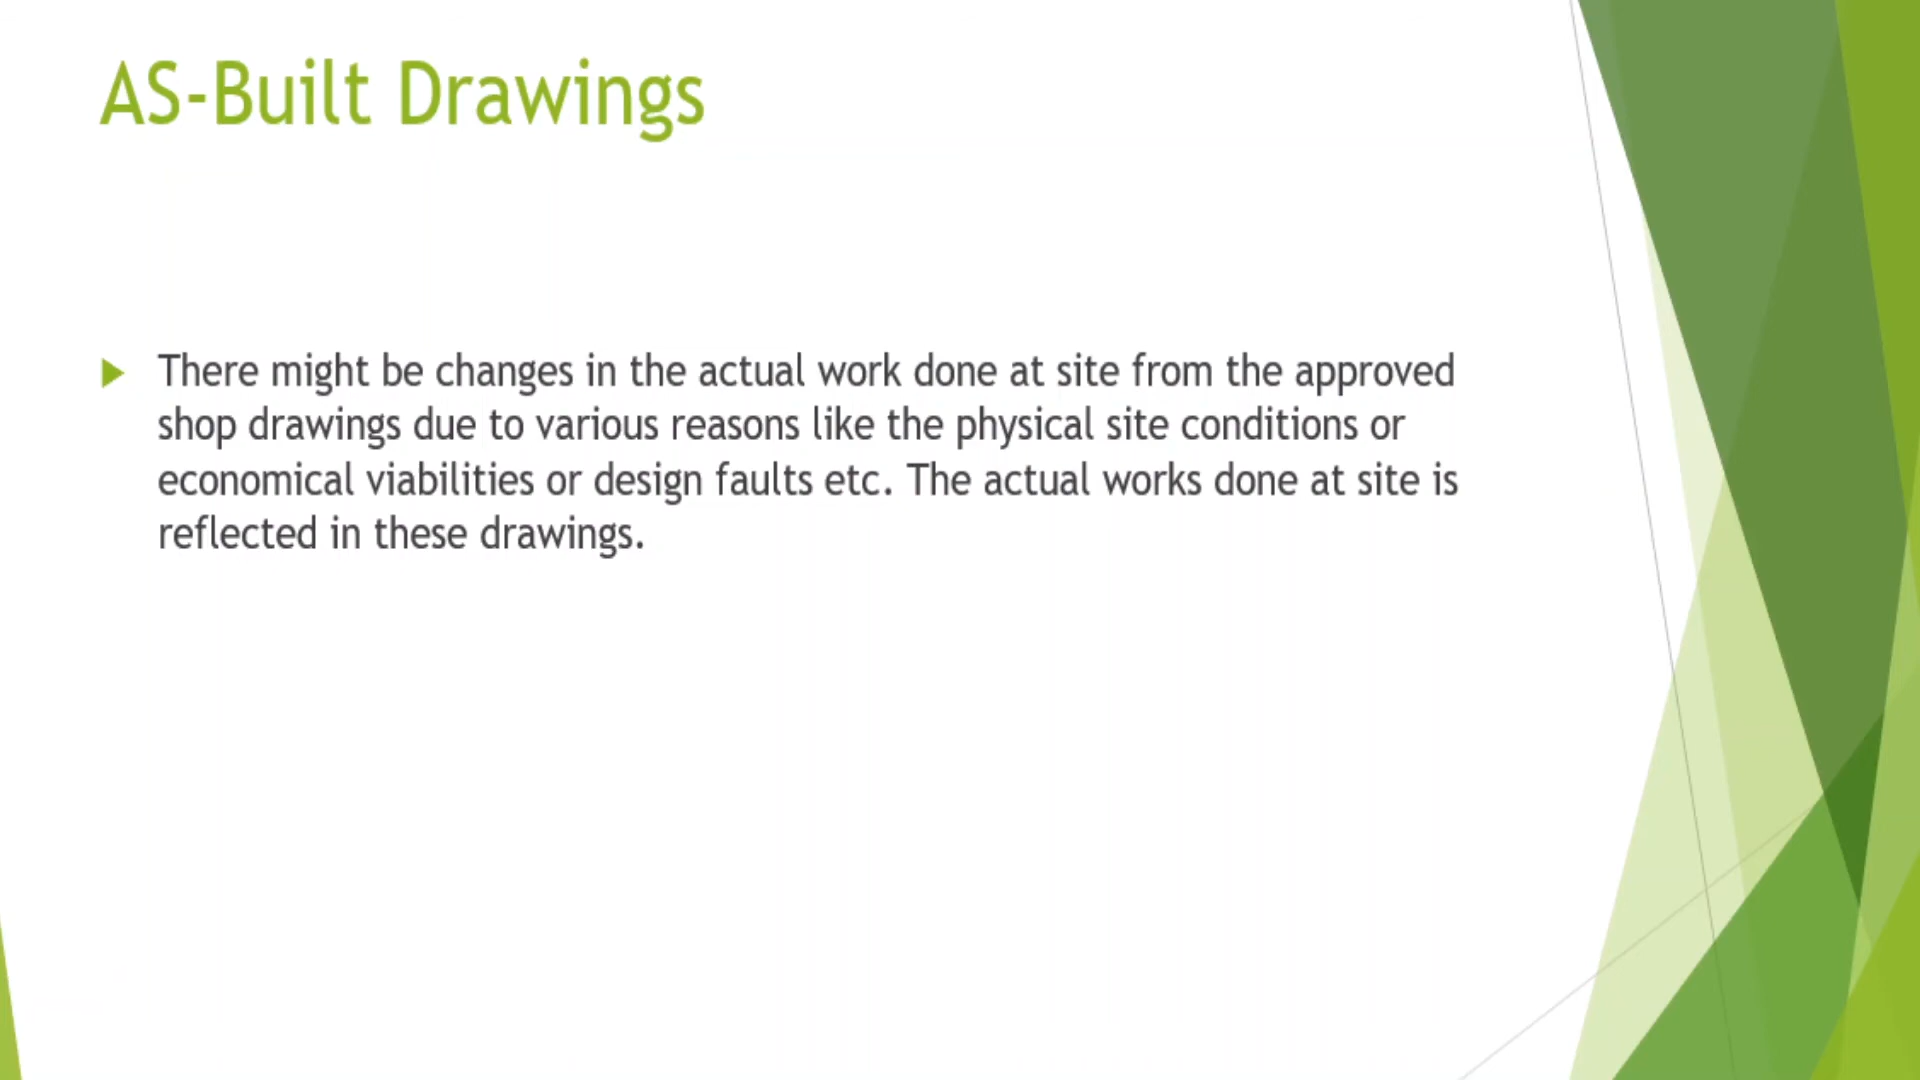 AS-Built Drawings
There might be changes in the actual work done at site from the approved
shop drawings due to various reasons like the physical site conditions or
economical viabilities or design faults etc. The actual works done at site is
reflected in these drawings.